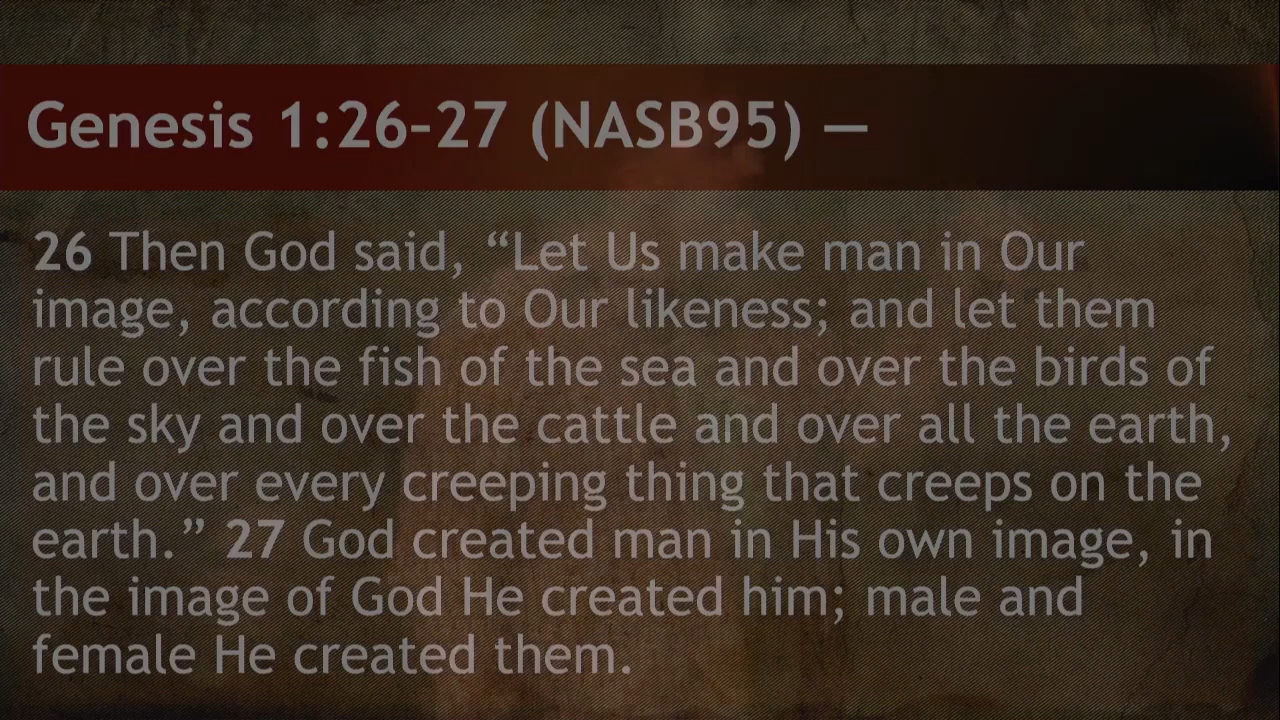 Genesis 1:26-27 (NASB95) —
26 Then God said, “Let Us make man in Our
image, according to Our likeness; and let them
rule over the fish of the sea and over the birds of
the sky and over the cattle and over all the earth,
and over every creeping thing that creeps on the
earth.” 27 God created man in His own image, in
the image of God He created him; male and
female He created them.